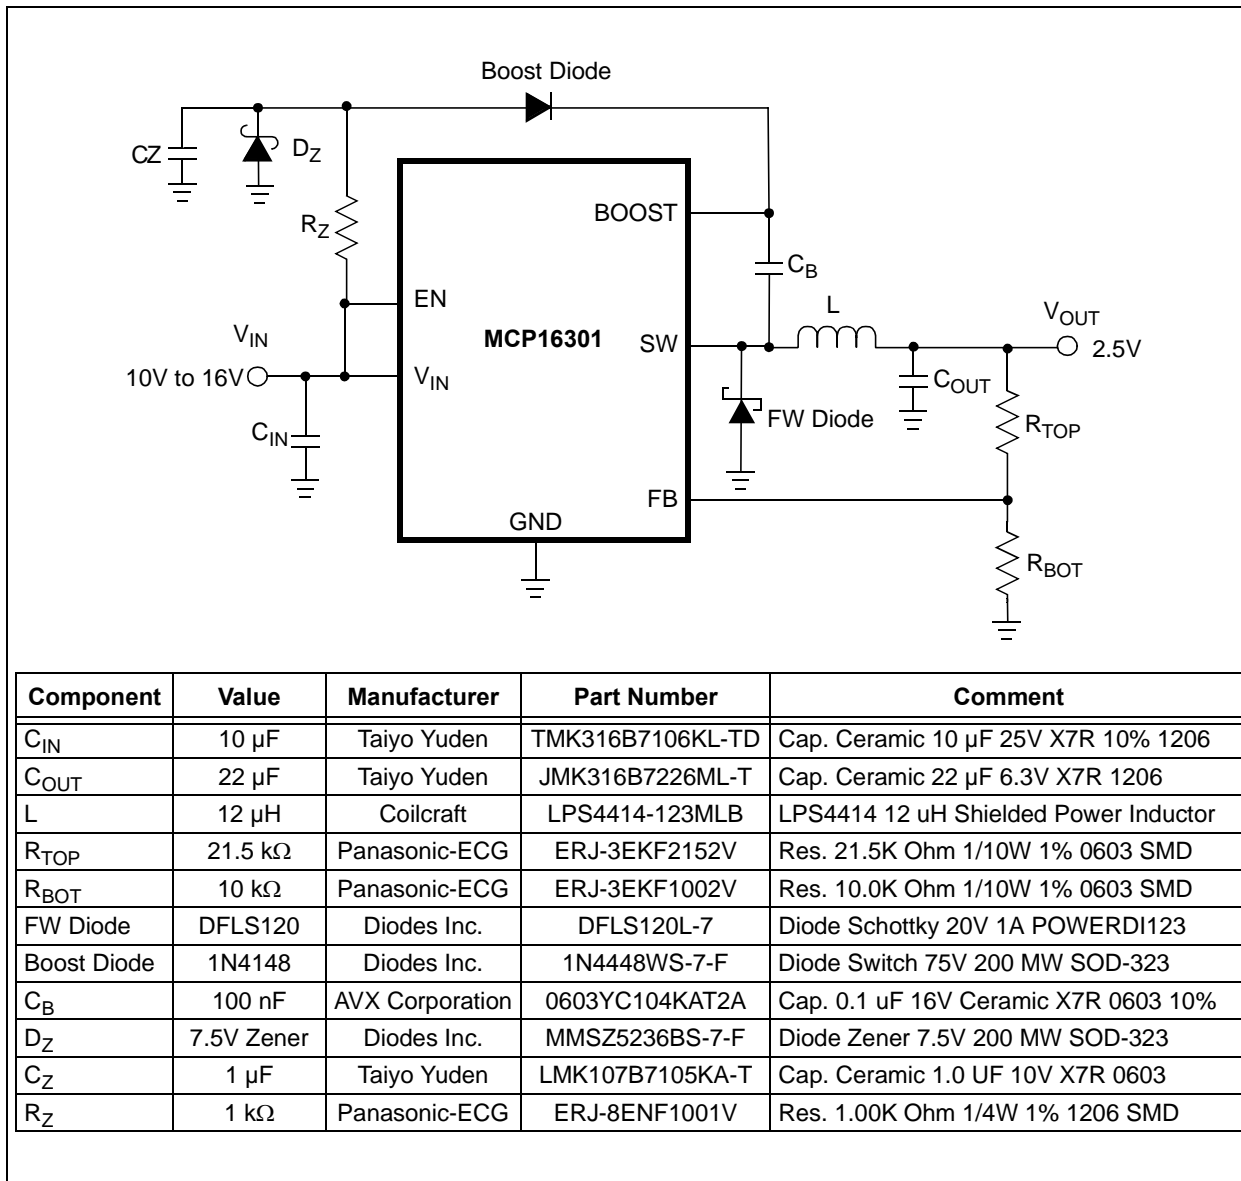 Boost Diode
CZ
DZ
RZ
BOOST
CB
EN
MCP16301
SW
L
VOUT
2.5V
VIN
10V to 16V
VIN
CIN
COUT
FW Diode
RTOP
FB
GND
RBOT
Component Value Manufacturer Part Number Comment
CIN 10 µF Taiyo Yuden TMK316B7106KL-TD Cap. Ceramic 10 µF 25V X7R 10% 1206
COUT 22 µF Taiyo Yuden JMK316B7226ML-T Cap. Ceramic 22 µF 6.3V X7R 1206
L 12 µH Coilcraft LPS4414-123MLB LPS4414 12 uH Shielded Power Inductor
RTOP 21.5 kΩ Panasonic-ECG ERJ-3EKF2152V Res. 21.5K Ohm 1/10W 1% 0603 SMD
RBOT 10 kΩ Panasonic-ECG ERJ-3EKF1002V Res. 10.0K Ohm 1/10W 1% 0603 SMD
FW Diode DFLS120 Diodes Inc. DFLS120L-7 Diode Schottky 20V 1A POWERDI123
Boost Diode 1N4148 Diodes Inc. 1N4448WS-7-F Diode Switch 75V 200 MW SOD-323
CB 100 nF AVX Corporation 0603YC104KAT2A Cap. 0.1 uF 16V Ceramic X7R 0603 10%
DZ 7.5V Zener Diodes Inc. MMSZ5236BS-7-F Diode Zener 7.5V 200 MW SOD-323
CZ 1 µF Taiyo Yuden LMK107B7105KA-T Cap. Ceramic 1.0 UF 10V X7R 0603
RZ 1 kΩ Panasonic-ECG ERJ-8ENF1001V Res. 1.00K Ohm 1/4W 1% 1206 SMD